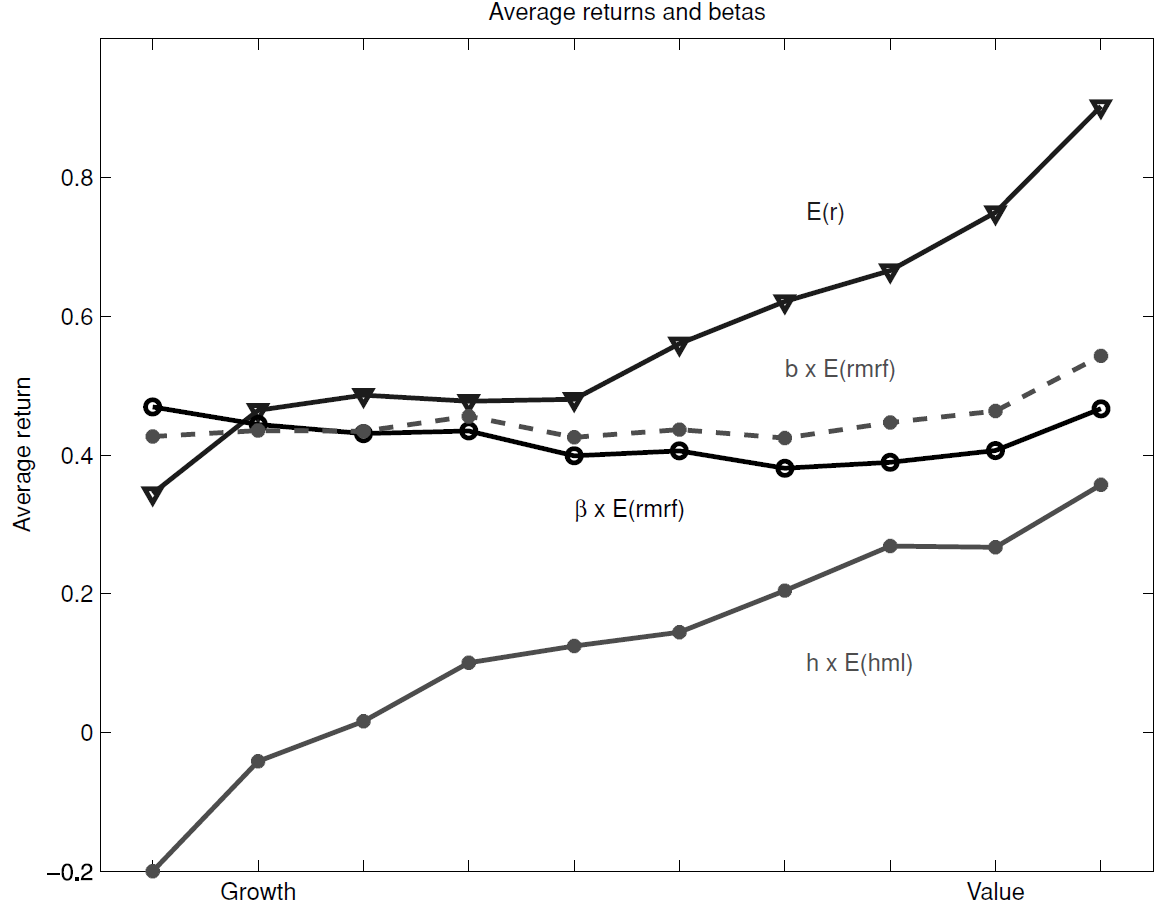 Average returns and betas
Average return
0.8
0.6
0.4
0.2
0
−0.2
E(r)
b x E(rmrf)
β x E(rmrf)
h x E(hml)
Growth
Value